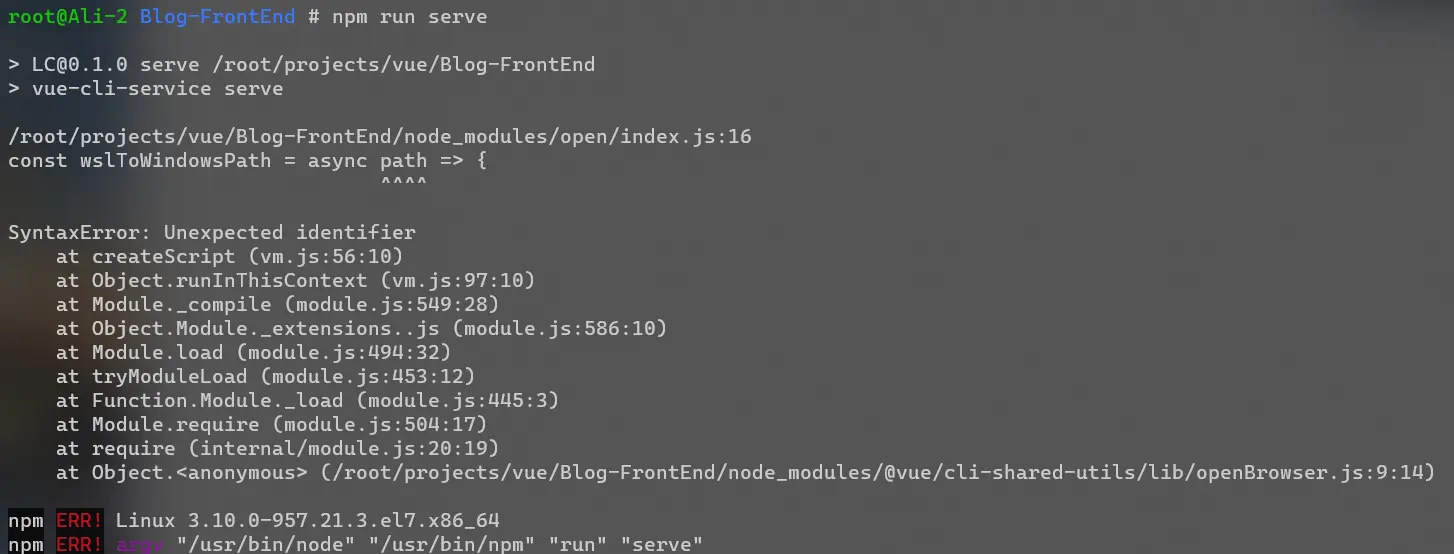 root@Ali-2 Blog-FrontEnd # npm run serve
> LC@0.1.0 serve /root/projects/vue/Blog-FrontEnd
> vue-cli-service serve
/root/projects/vue/Blog-FrontEnd/node_modules/open/index.js:16
const wslToWindowsPath = async path => {
^^^^
SyntaxError: Unexpected identifier
at createScript (vm.js:56:10)
at Object.runInThisContext (vm.js:97:10)
at Module._compile (module.js:549:28)
at Object.Module._extensions..js (module.js:586:10)
at Module.load (module.js:494:32)
at tryModuleLoad (module.js:453:12)
at Function.Module._load (module.js:445:3)
at Module.require (module.js:504:17)
at require (internal/module.js:20:19)
at Object.<anonymous> (/root/projects/vue/Blog-FrontEnd/node_modules/@vue/cli-shared-utils/lib/openBrowser.js:9:14)
npm ERR! Linux 3.10.0-957.21.3.el7.x86_64
npm ERR! argv "/usr/bin/node" "/usr/bin/npm" "run" "serve"